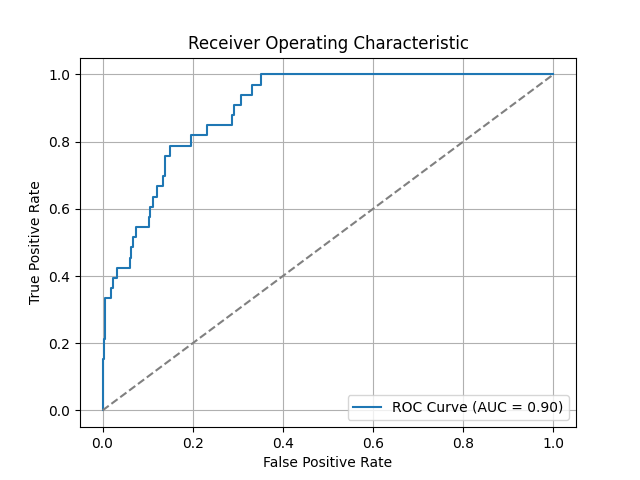 Receiver Operating Characteristic
True Positive Rate
1.0
0.8
0.6
0.4
0.2
0.0
0.0 0.2 0.4 0.6 0.8 1.0
False Positive Rate
ROC Curve (AUC = 0.90)